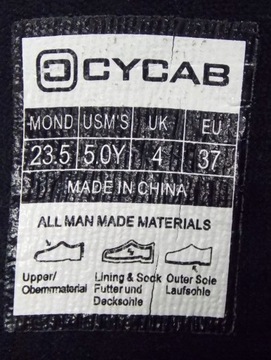 CYCAB
MOND USM'S UK EU
23.5 5.0Y 4 37
MADE IN CHINA
ALL MAN MADE MATERIALS
Upper/ Lining & Sock Outer Sole
Obermmaterial Futter und Laufsohle
Decksohle